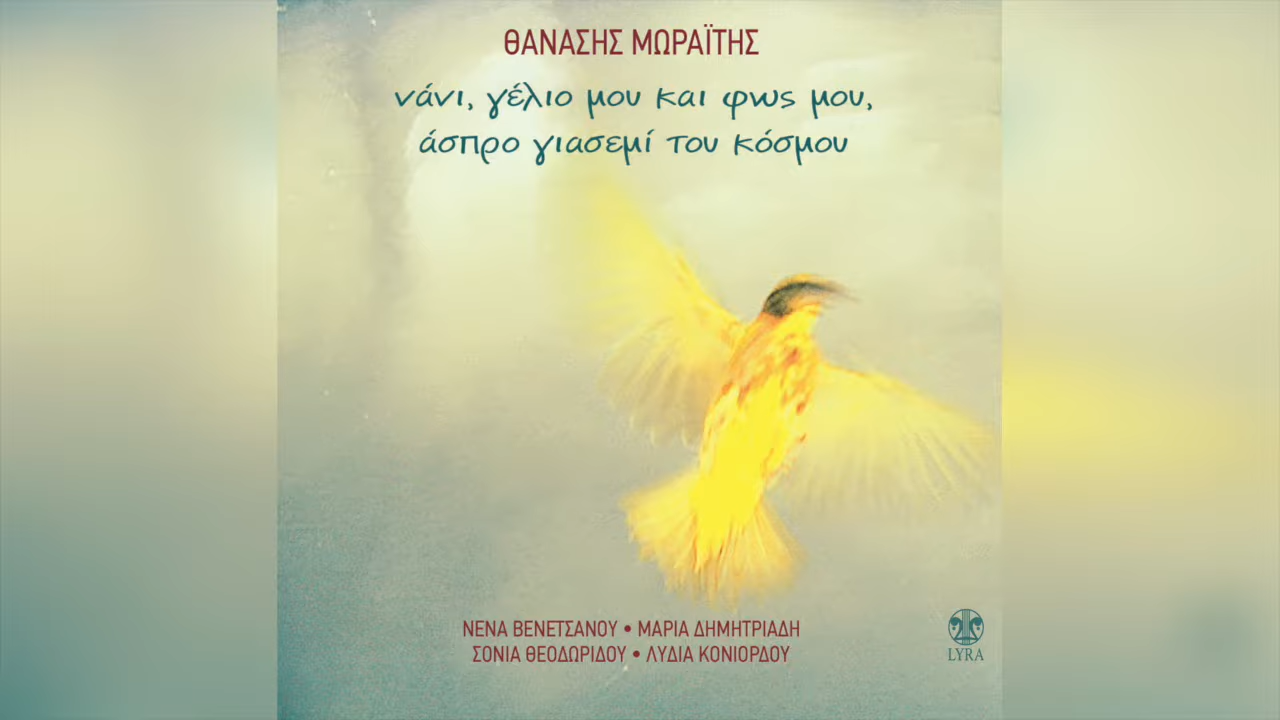 ΘΑΝΑΣΗΣ ΜΩΡΑΪΤΗΣ
νάνι, γέλιο μου και φως μου,
άσπρο γιασεμί του κόσμου
ΝΕΝΑ ΒΕΝΕΤΣΑΝΟΥ • ΜΑΡΙΑ ΔΗΜΗΤΡΙΑΔΗ
ΣΟΝΙΑ ΘΕΟΔΩΡΙΔΟΥ • ΛΥΔΙΑ ΚΟΝΙΟΡΔΟΥ
LYRA